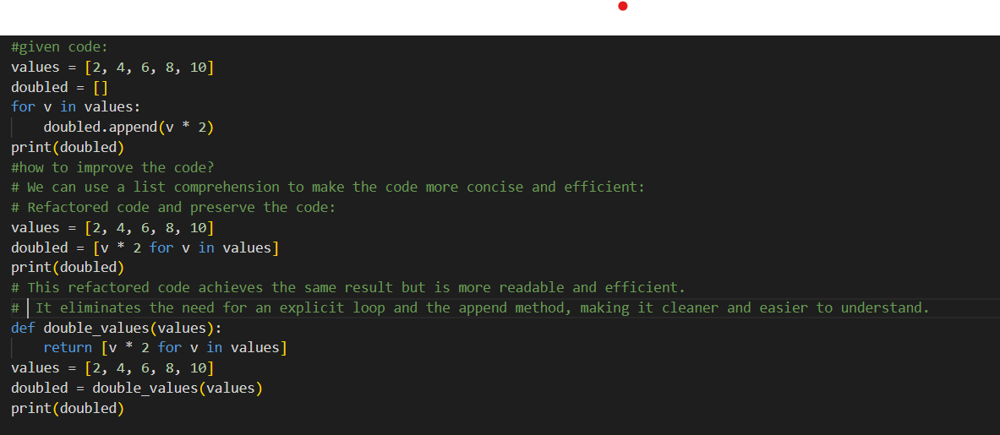 #given code:
values = [2, 4, 6, 8, 10]
doubled = []
for v in values:
    doubled.append(v * 2)
print(doubled)
#how to improve the code?
# We can use a list comprehension to make the code more concise and efficient:
# Refactored code and preserve the code:
values = [2, 4, 6, 8, 10]
doubled = [v * 2 for v in values]
print(doubled)
# This refactored code achieves the same result but is more readable and efficient.
#  It eliminates the need for an explicit loop and the append method, making it cleaner and easier to understand.
def double_values(values):
    return [v * 2 for v in values]
values = [2, 4, 6, 8, 10]
doubled = double_values(values)
print(doubled)